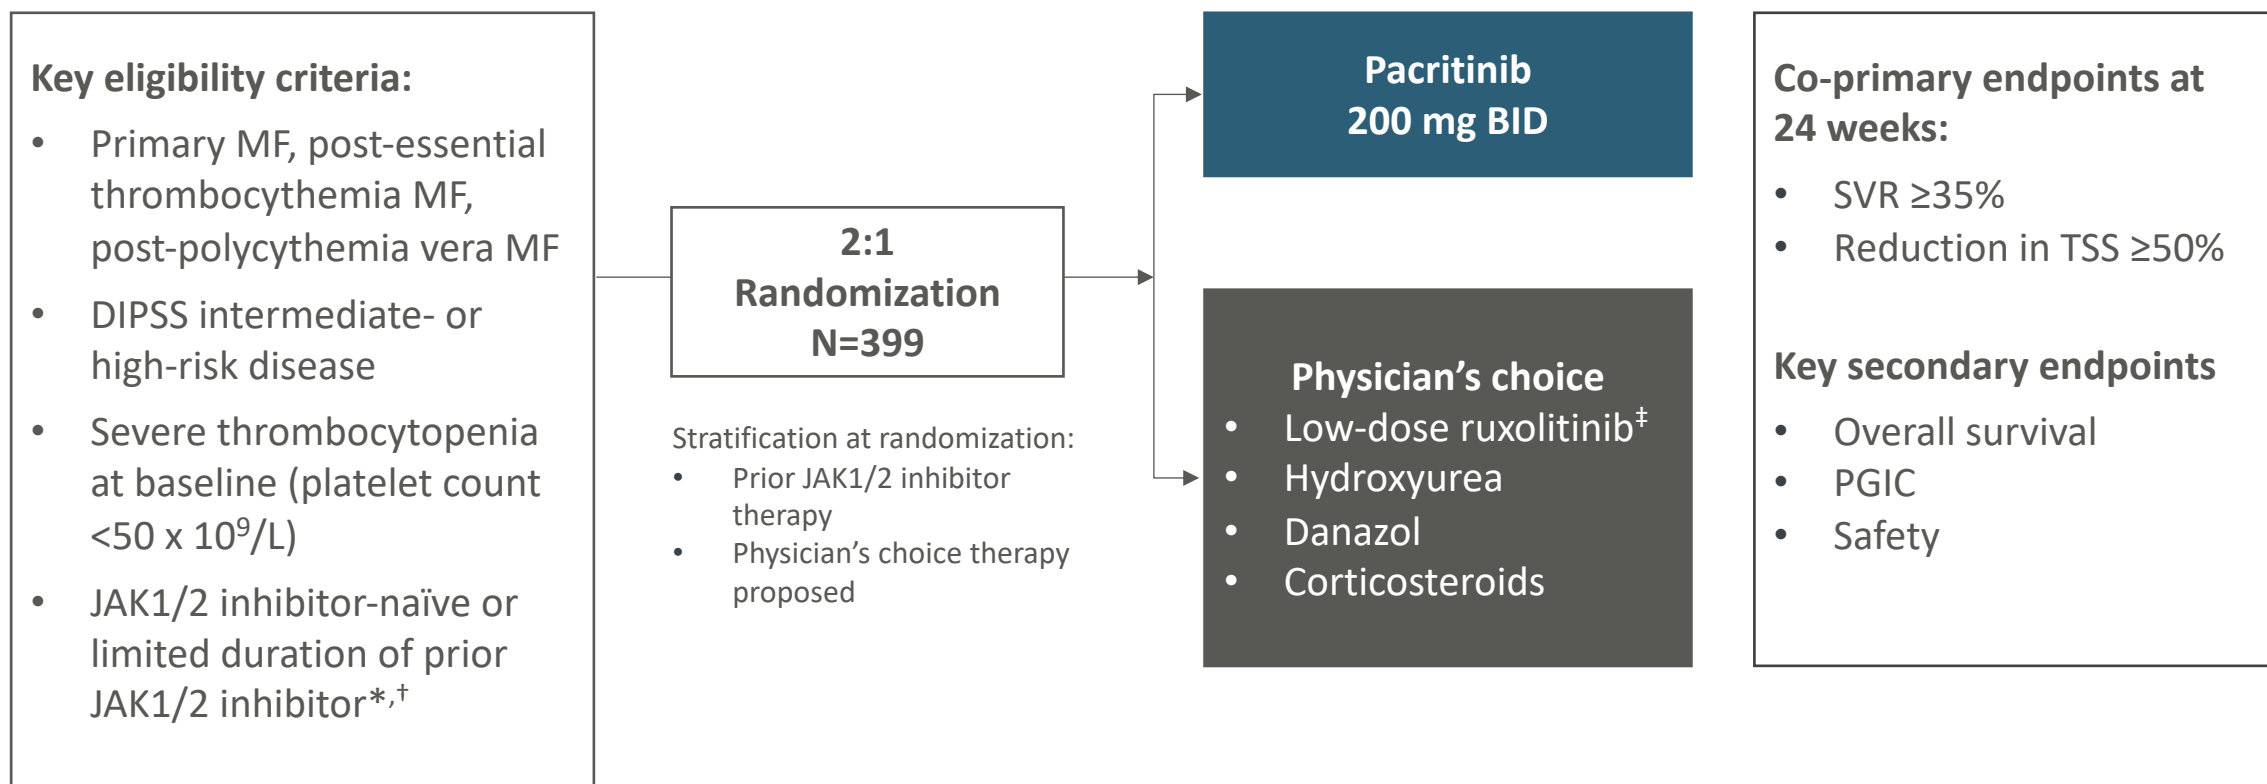 Key eligibility criteria:
• Primary MF, post-essential
thrombocythemia MF,
post-polycythemia vera MF
• DIPSS intermediate- or
high-risk disease
• Severe thrombocytopenia
at baseline (platelet count
<50 x 10⁹/L)
• JAK1/2 inhibitor-naïve or
limited duration of prior
JAK1/2 inhibitor*,†
2:1
Randomization
N=399
Stratification at randomization:
• Prior JAK1/2 inhibitor
therapy
• Physician’s choice therapy
proposed
Pacritinib
200 mg BID
Physician’s choice
• Low-dose ruxolitinib‡
• Hydroxyurea
• Danazol
• Corticosteroids
Co-primary endpoints at
24 weeks:
• SVR ≥35%
• Reduction in TSS ≥50%
Key secondary endpoints
• Overall survival
• PGIC
• Safety